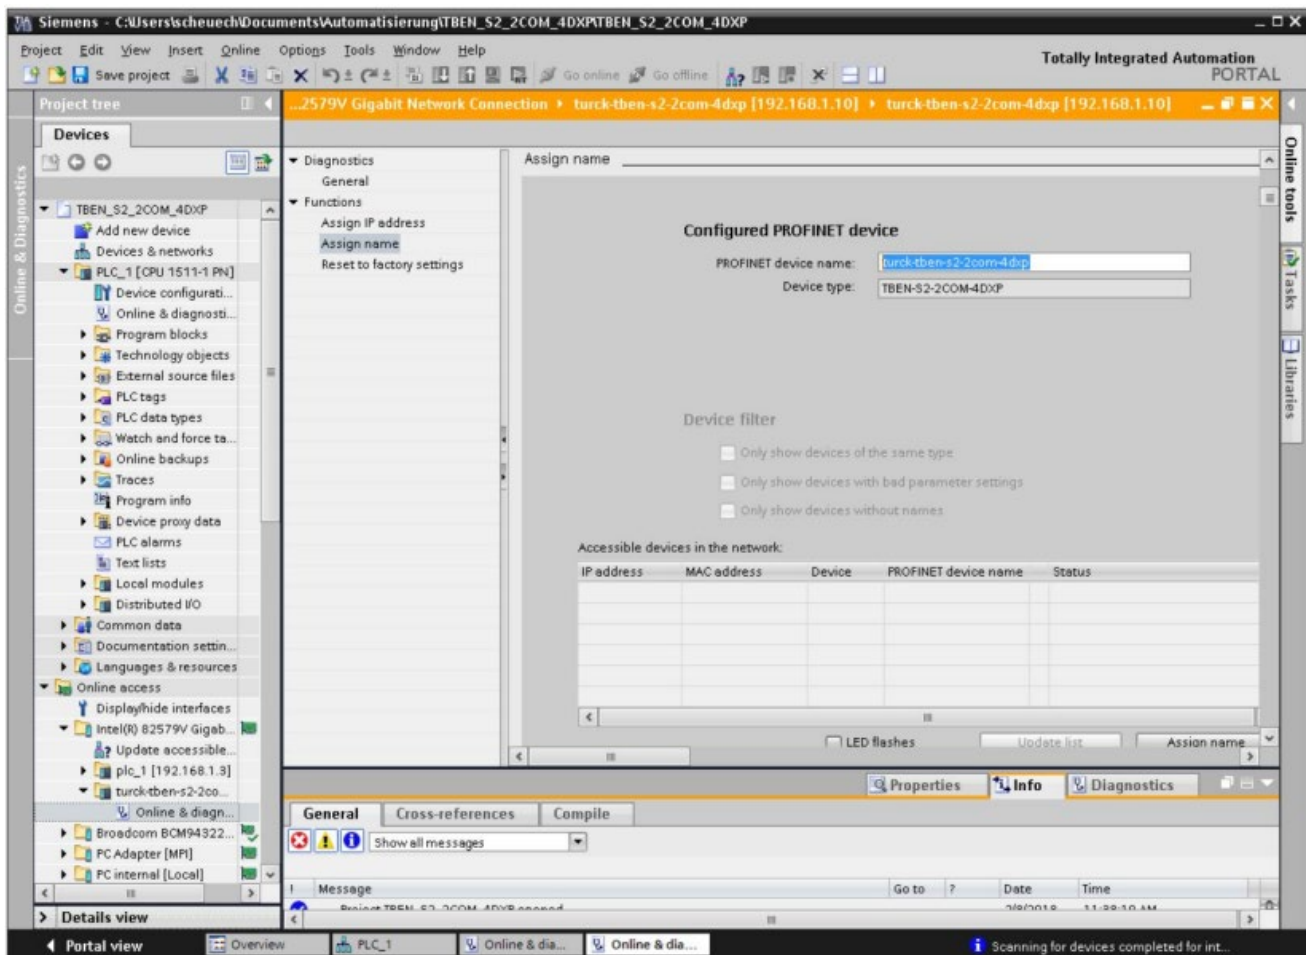 Siemens - C:\Users\scheuech\Documents\Automatisierung\TBEN_S2_2COM_4DXP\TBEN_S2_2COM_4DXP
Project Edit View Insert Online Options Tools Window Help
Totally Integrated Automation
PORTAL
Save project Go online Go offline
Project tree
...2579V Gigabit Network Connection turck-tben-s2-2com-4dxp [192.168.1.10] turck-tben-s2-2com-4dxp [192.168.1.10]
Devices
Online & Diagnostics
TBEN_S2_2COM_4DXP
Add new device
Devices & networks
PLC_1 [CPU 1511-1 PN]
Device configurati...
Online & diagnosti...
Program blocks
Technology objects
External source files
PLC tags
PLC data types
Watch and force ta...
Online backups
Traces
Program info
Device proxy data
PLC alarms
Text lists
Local modules
Distributed I/O
Common data
Documentation settin...
Languages & resources
Online access
Display/hide interfaces
Intel(R) 82579V Gigab...
Update accessible...
plc_1 [192.168.1.3]
turck-tben-s2-2co...
Online & diagn...
Broadcom BCM94322...
PC Adapter [MPI]
PC internal [Local]
Details view
Diagnostics
General
Functions
Assign IP address
Assign name
Reset to factory settings
Assign name
Configured PROFINET device
PROFINET device name: turck-tben-s2-2com-4dxp
Device type: TBEN-S2-2COM-4DXP
Device filter
Only show devices of the same type
Only show devices with bad parameter settings
Only show devices without names
Accessible devices in the network:
IP address MAC address Device PROFINET device name Status
LED flashes Update list Assign name
Online tools
Tasks
Libraries
Properties Info Diagnostics
General Cross-references Compile
Show all messages
! Message Go to ? Date Time
Project TBEN_S2_2COM_4DXP opened. 2/8/2018 11:38:10 AM
Portal view Overview PLC_1 Online & dia... Online & dia... Scanning for devices completed for int...